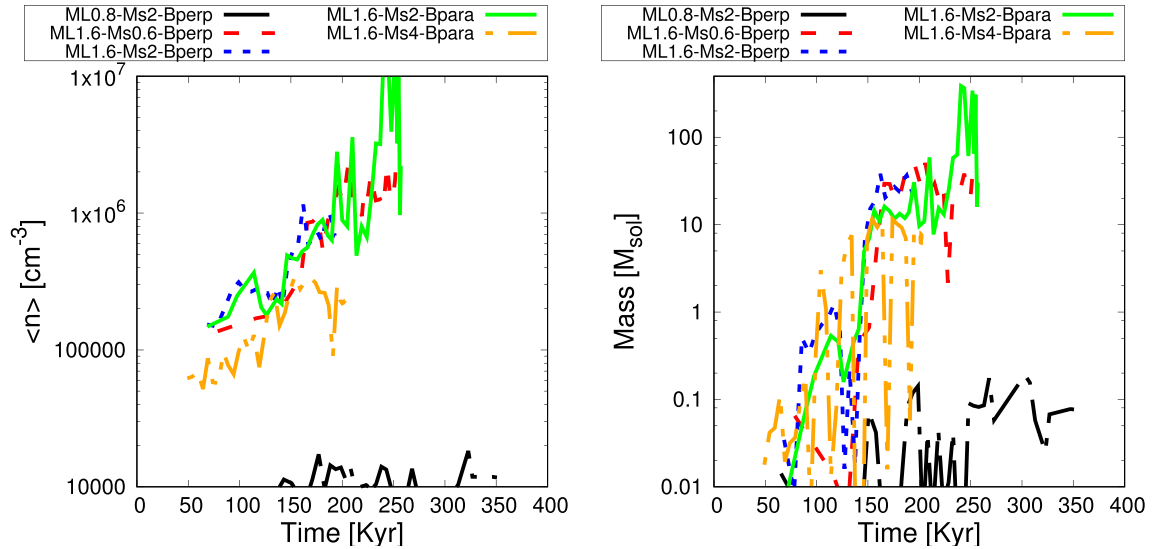 ML0.8-Ms2-Bperp
ML1.6-Ms0.6-Bperp
ML1.6-Ms2-Bperp
ML1.6-Ms2-Bpara
ML1.6-Ms4-Bpara
1x10^7
1x10^6
100000
10000
<n> [cm^-3]
0 50 100 150 200 250 300 350 400
Time [Kyr]
ML0.8-Ms2-Bperp
ML1.6-Ms0.6-Bperp
ML1.6-Ms2-Bperp
ML1.6-Ms2-Bpara
ML1.6-Ms4-Bpara
100
10
1
0.1
0.01
Mass [M_sol]
0 50 100 150 200 250 300 350 400
Time [Kyr]